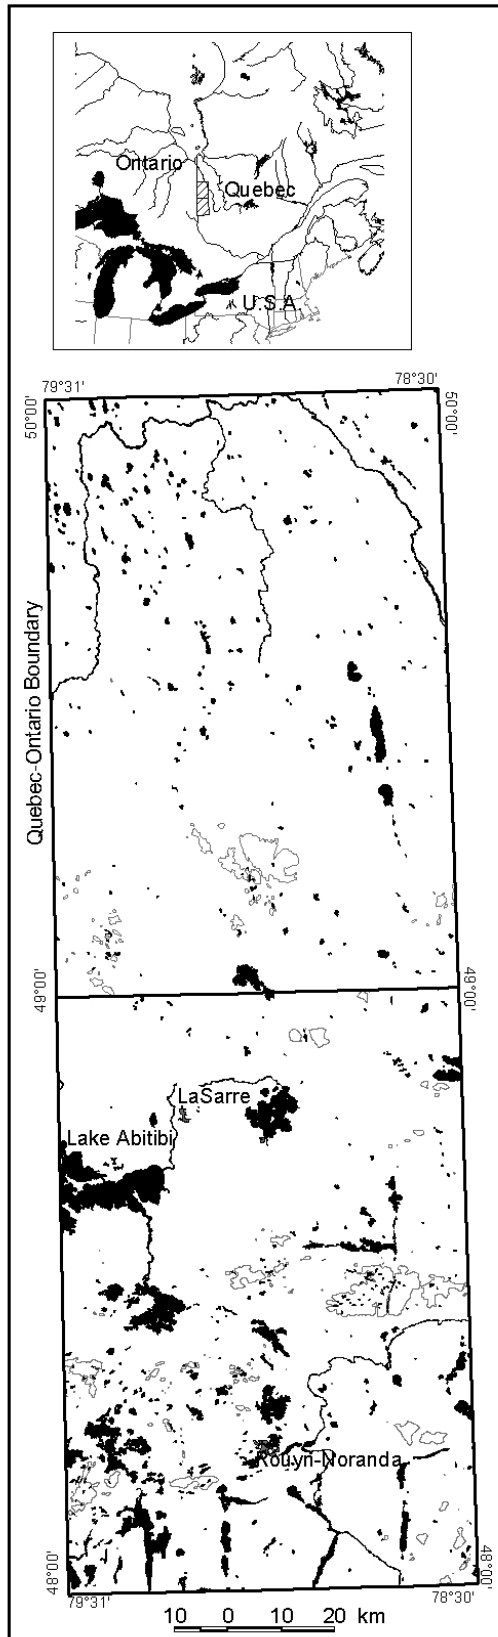 Ontario
Quebec
U.S.A.
79°31'
78°30'
50°00'
50°00'
Quebec-Ontario Boundary
49°00'
49°00'
LaSarre
Lake Abitibi
Rouyn-Noranda
48°00'
48°00'
79°31'
78°30'
10 0 10 20 km